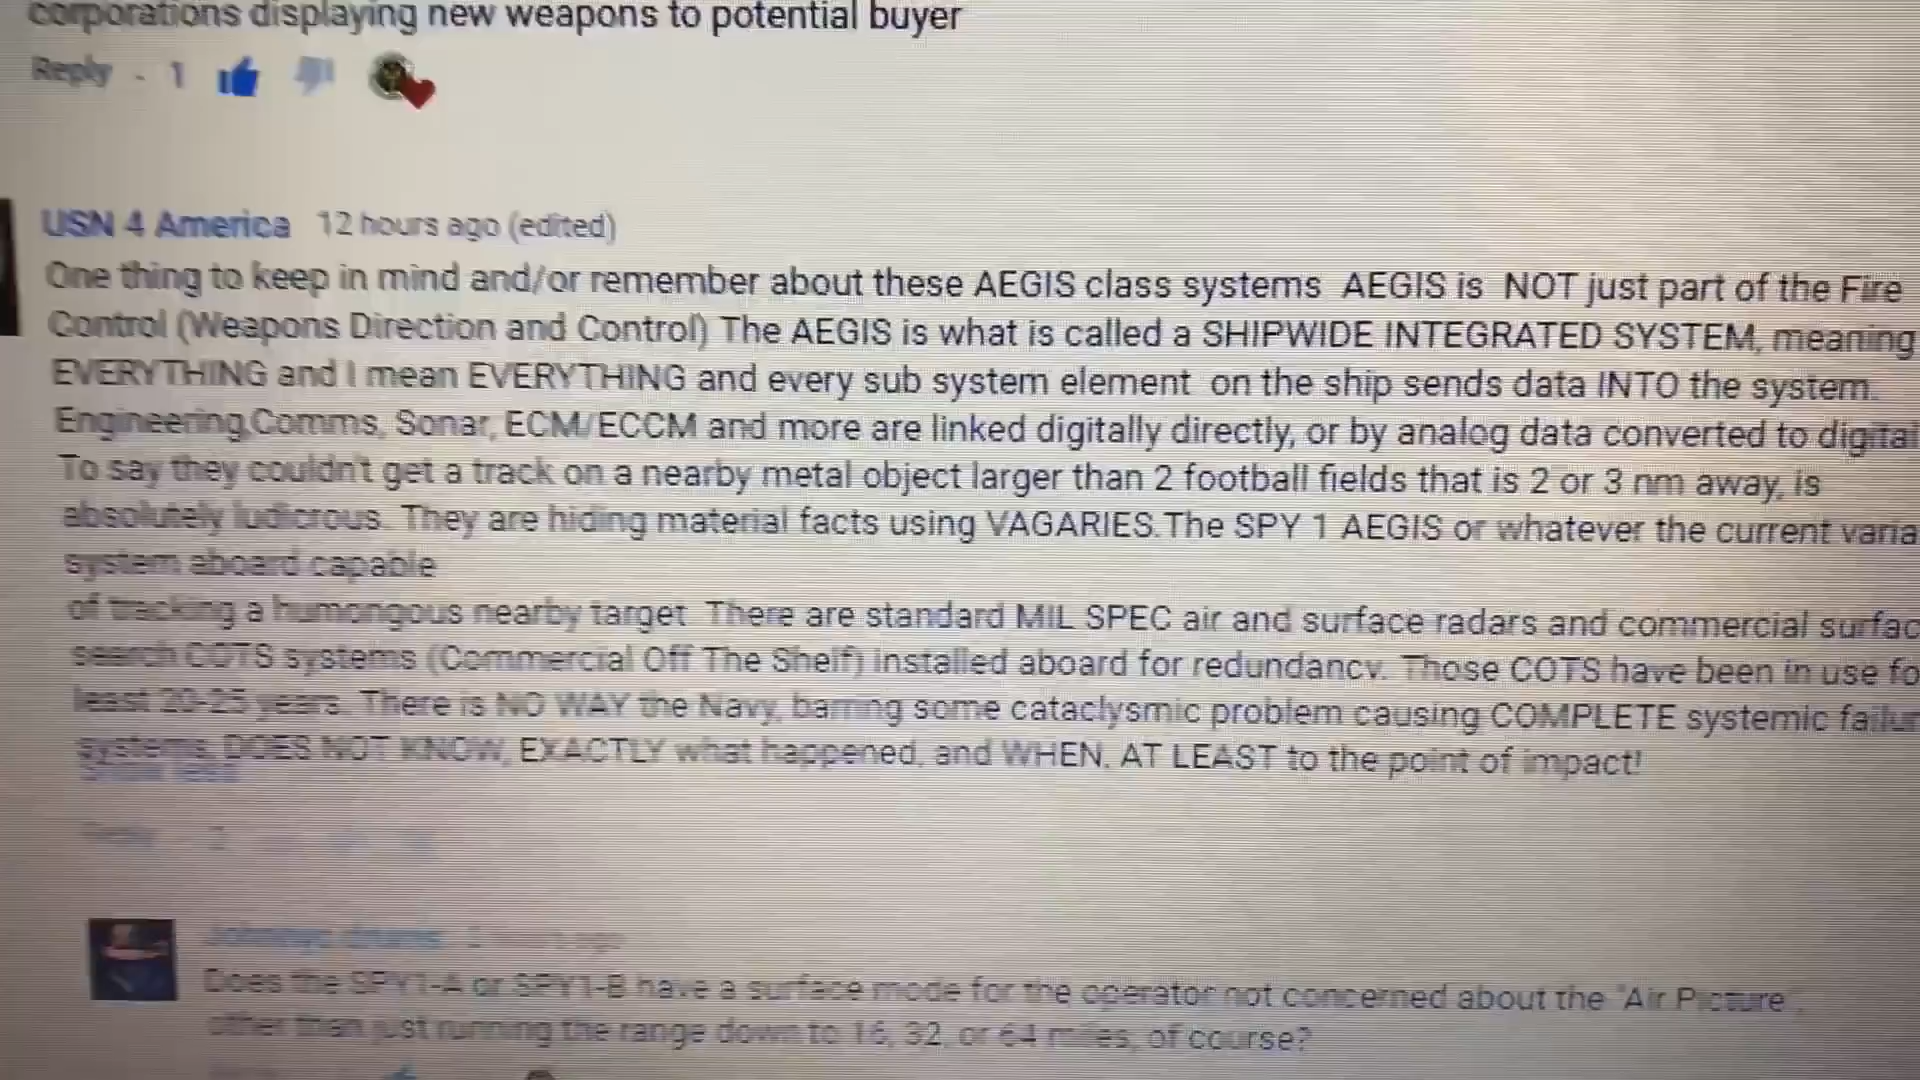 corporations displaying new weapons to potential buyer
Reply · 1
USN 4 America 12 hours ago (edited)
One thing to keep in mind and/or remember about these AEGIS class systems AEGIS is NOT just part of the Fire
Control (Weapons Direction and Control) The AEGIS is what is called a SHIPWIDE INTEGRATED SYSTEM, meaning
EVERYTHING and I mean EVERYTHING and every sub system element on the ship sends data INTO the system.
Engineering,Comms, Sonar, ECM/ECCM and more are linked digitally directly, or by analog data converted to digital
To say they couldn't get a track on a nearby metal object larger than 2 football fields that is 2 or 3 nm away, is
absolutely ludicrous. They are hiding material facts using VAGARIES.The SPY 1 AEGIS or whatever the current varia
system aboard capable
of tracking a humongous nearby target There are standard MIL SPEC air and surface radars and commercial surfac
search COTS systems (Commercial Off The Shelf) installed aboard for redundancy. Those COTS have been in use fo
least 20-25 years. There is NO WAY the Navy, barring some cataclysmic problem causing COMPLETE systemic failur
systems, DOES NOT KNOW, EXACTLY what happened, and WHEN, AT LEAST to the point of impact!
Show less
Reply 2
Does the SPY1-A or SPY1-B have a surface mode for the operator not concerned about the "Air Picture",
other than just running the range down to 16, 32, or 64 miles, of course?